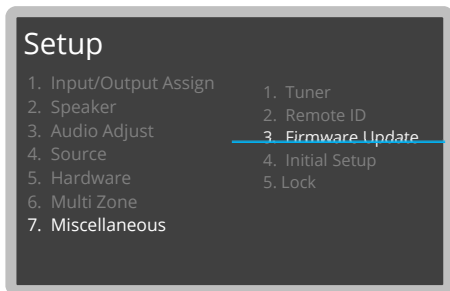 Setup
1. Input/Output Assign
2. Speaker
3. Audio Adjust
4. Source
5. Hardware
6. Multi Zone
7. Miscellaneous
1. Tuner
2. Remote ID
3. Firmware Update
4. Initial Setup
5. Lock